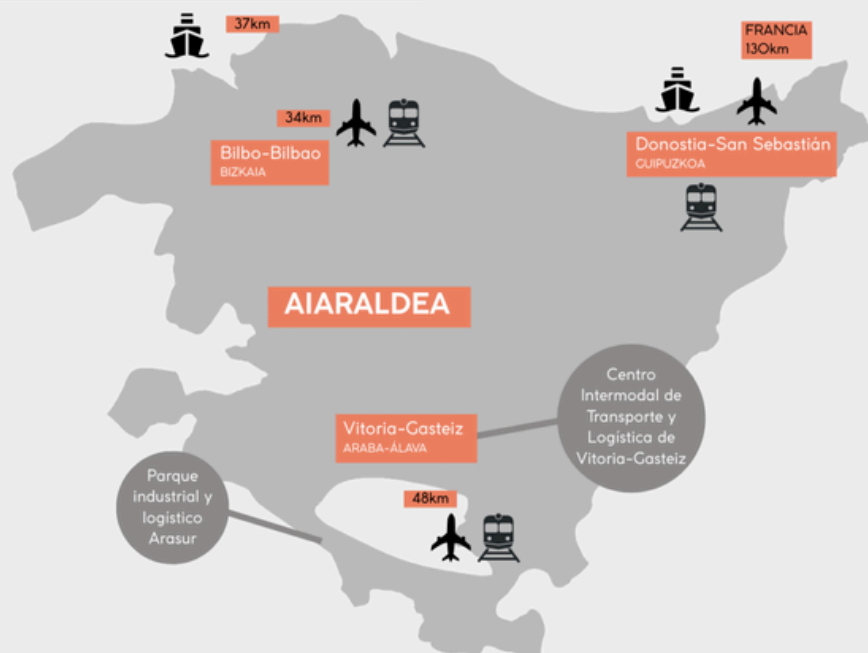 37km
FRANCIA
130km
34km
Bilbo-Bilbao
BIZKAIA
Donostia-San Sebastián
GUIPUZKOA
AIARALDEA
Centro
Intermodal de
Transporte y
Logística de
Vitoria-Gasteiz
Vitoria-Gasteiz
ARABA-ÁLAVA
Parque
industrial y
logístico
Arasur
48km